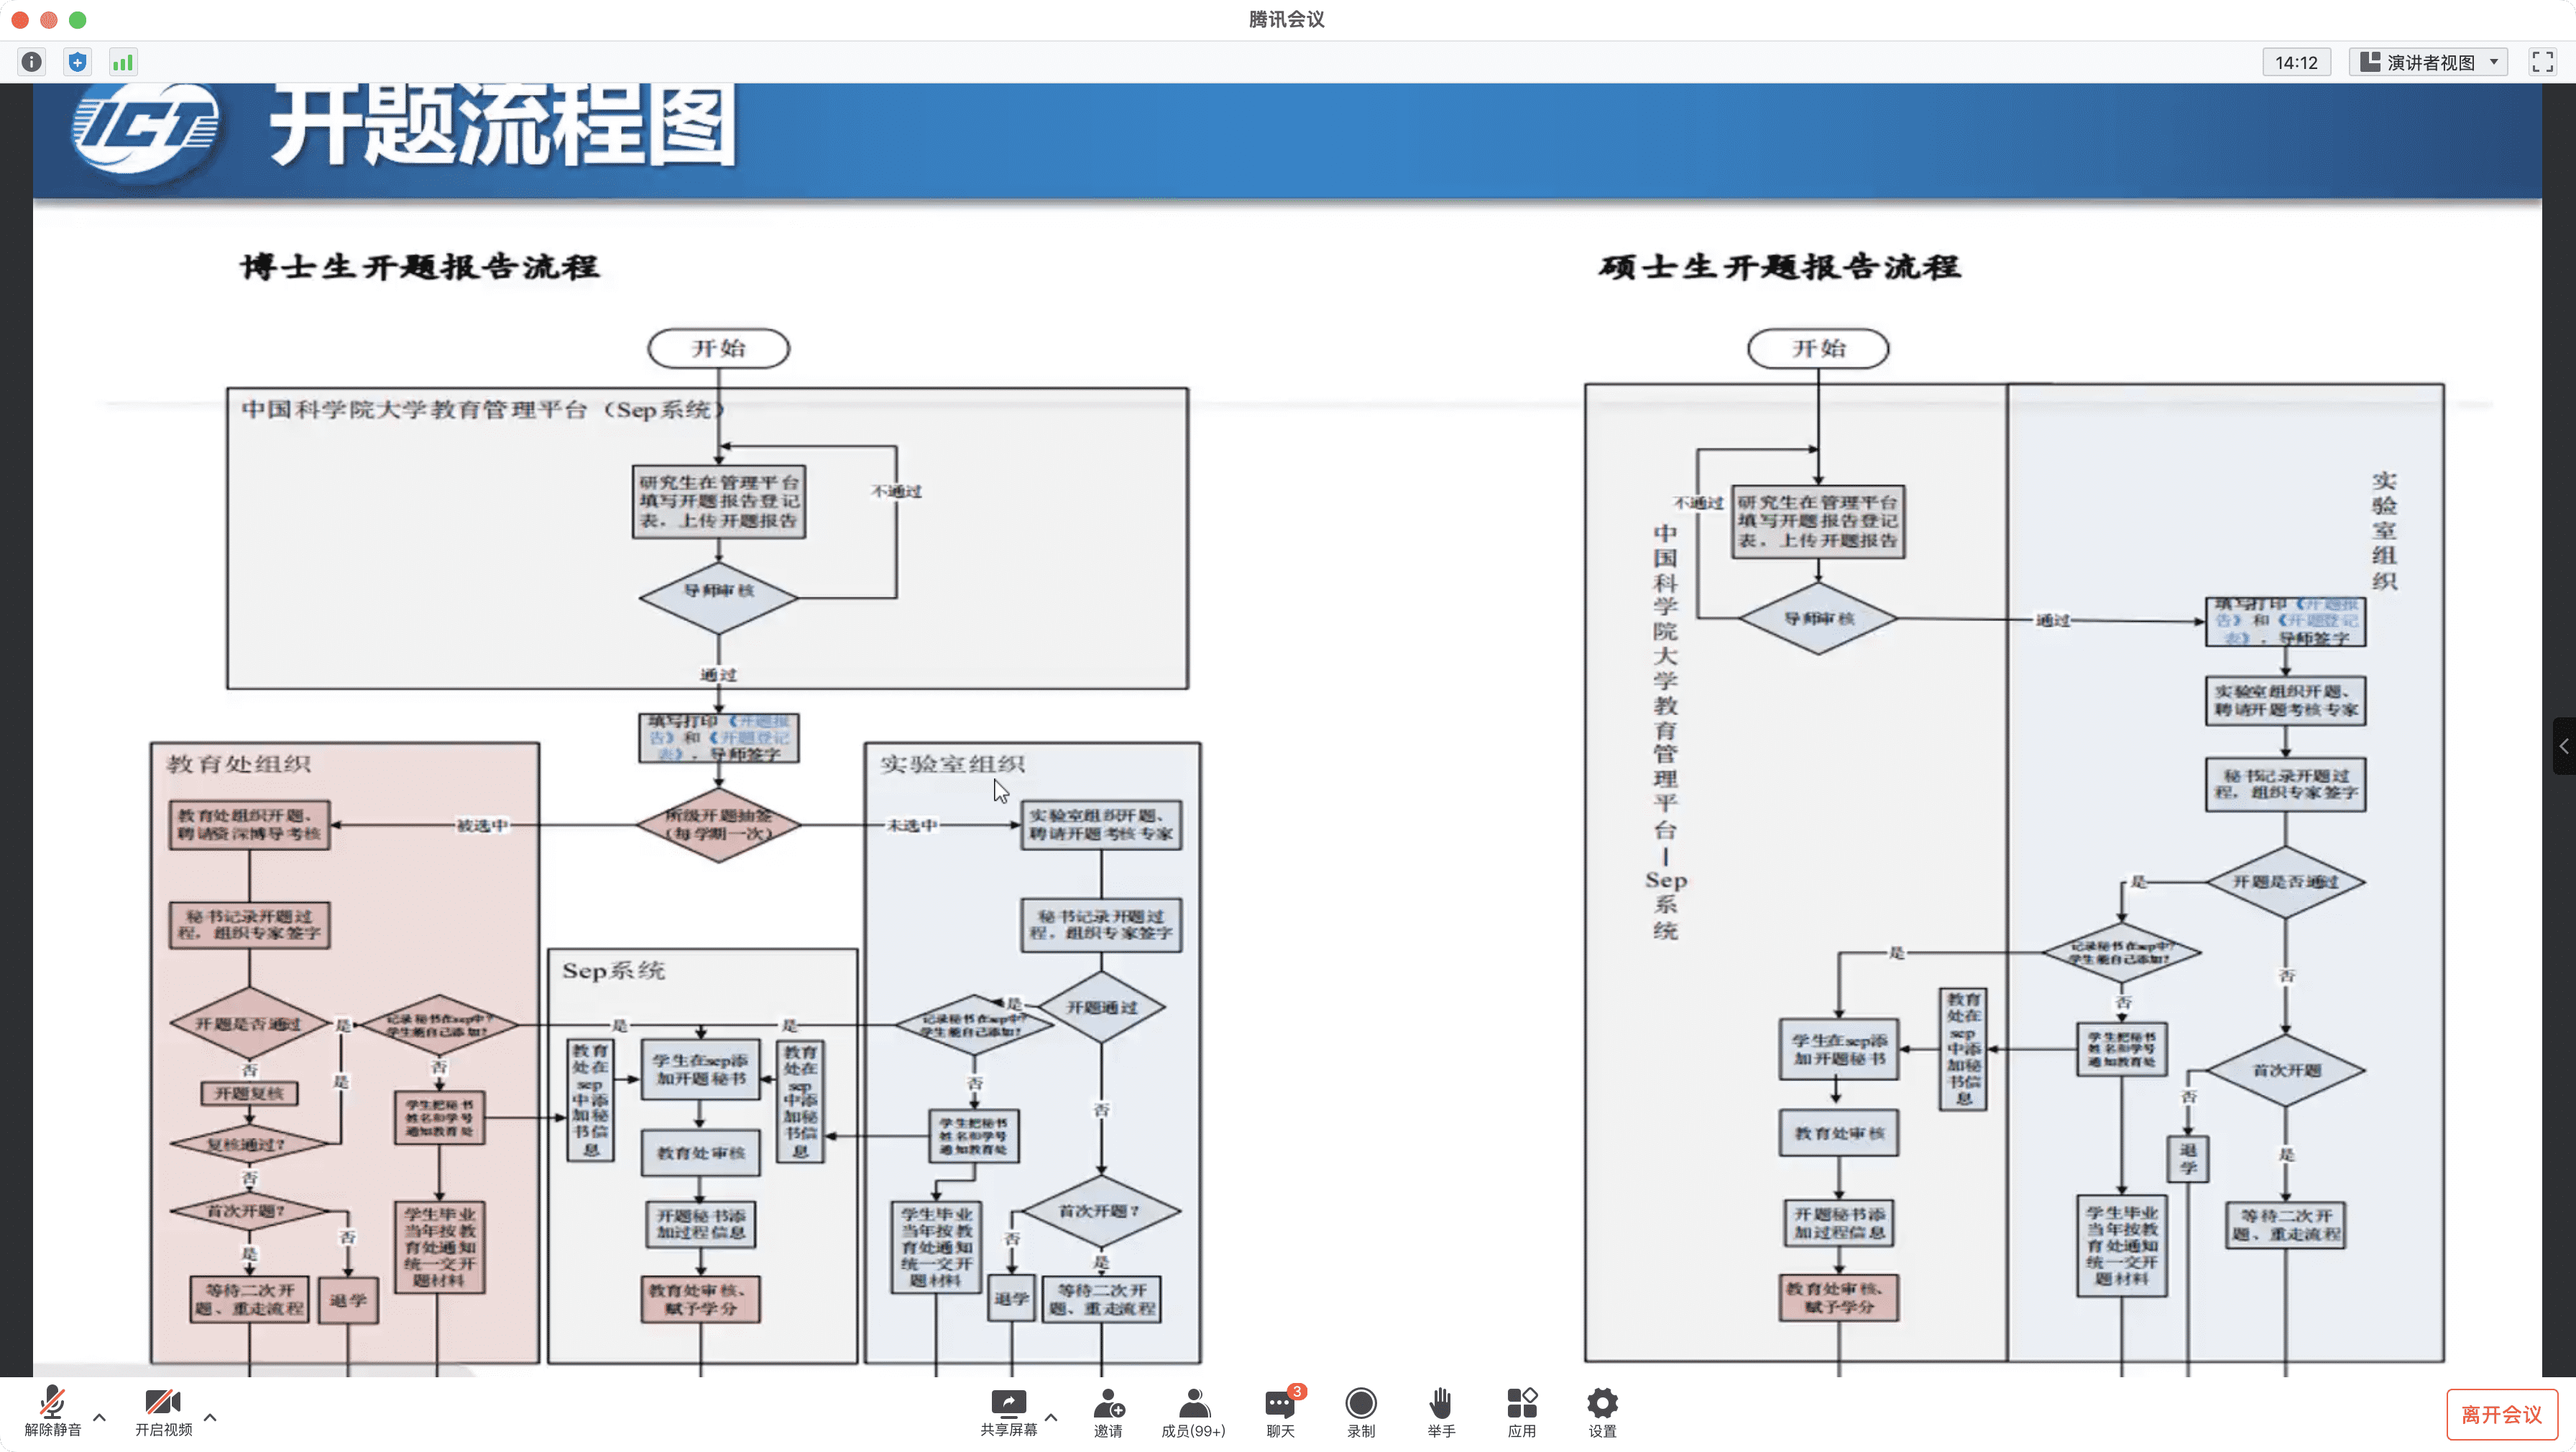 腾讯会议
14:12
演讲者视图
ICT
开题流程图
博士生开题报告流程
开始
中国科学院大学教育管理平台（Sep系统）
研究生在管理平台
填写开题报告登记
表，上传开题报告
不通过
导师审核
通过
填写打印《开题报
告》和《开题登记
表》，导师签字
所级开题抽签
（每学期一次）
被选中
未选中
教育处组织
教育处组织开题、
聘请资深博导考核
秘书记录开题过
程，组织专家签字
开题是否通过
是
记录秘书在sep中?
学生能自己添加?
是
否
开题复核
是
复核通过？
否
首次开题？
是
否
等待二次开
题、重走流程
退学
否
学生把秘书
姓名和学号
通知教育处
学生毕业
当年按教
育处通知
统一交开
题材料
Sep系统
教育
处在
sep
中添
加秘
书信
息
学生在sep添
加开题秘书
教育
处在
sep
中添
加秘
书信
息
教育处审核
开题秘书添
加过程信息
教育处审核、
赋予学分
实验室组织
实验室组织开题、
聘请开题考核专家
秘书记录开题过
程，组织专家签字
开题通过
是
记录秘书在sep中?
学生能自己添加?
是
否
学生把秘书
姓名和学号
通知教育处
否
学生毕业
当年按教
育处通知
统一交开
题材料
首次开题？
否
是
退学
等待二次开
题、重走流程
硕士生开题报告流程
开始
中国科学院大学教育管理平台—Sep系统
不通过
研究生在管理平台
填写开题报告登记
表，上传开题报告
导师审核
通过
实验室组织
填写打印《开题报
告》和《开题登记
表》，导师签字
实验室组织开题、
聘请开题考核专家
秘书记录开题过
程，组织专家签字
开题是否通过
是
记录秘书在sep中?
学生能自己添加?
是
否
否
学生在sep添
加开题秘书
教育
处在
sep
中添
加秘
书信
息
学生把秘书
姓名和学号
通知教育处
首次开题
否
退学
是
教育处审核
开题秘书添
加过程信息
教育处审核、
赋予学分
学生毕业
当年按教
育处通知
统一交开
题材料
等待二次开
题、重走流程
解除静音
开启视频
共享屏幕
邀请
成员(99+)
3
聊天
录制
举手
应用
设置
离开会议